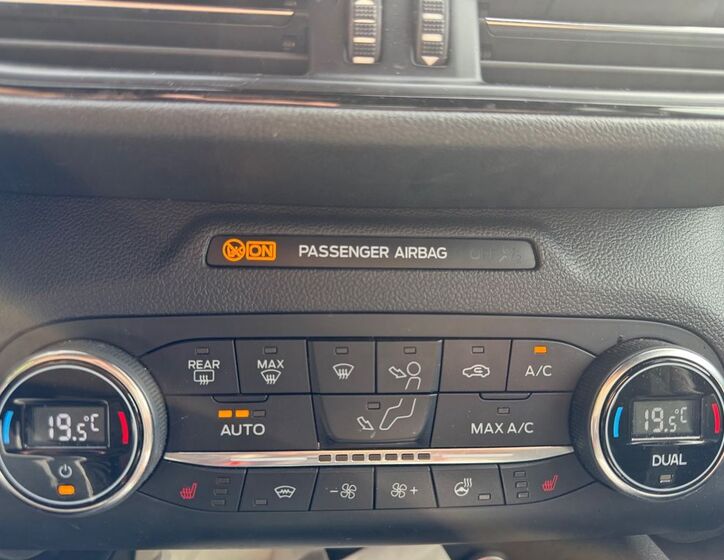 ON PASSENGER AIRBAG
REAR MAX A/C
AUTO MAX A/C
19.5°C 19.5°C
DUAL
- +